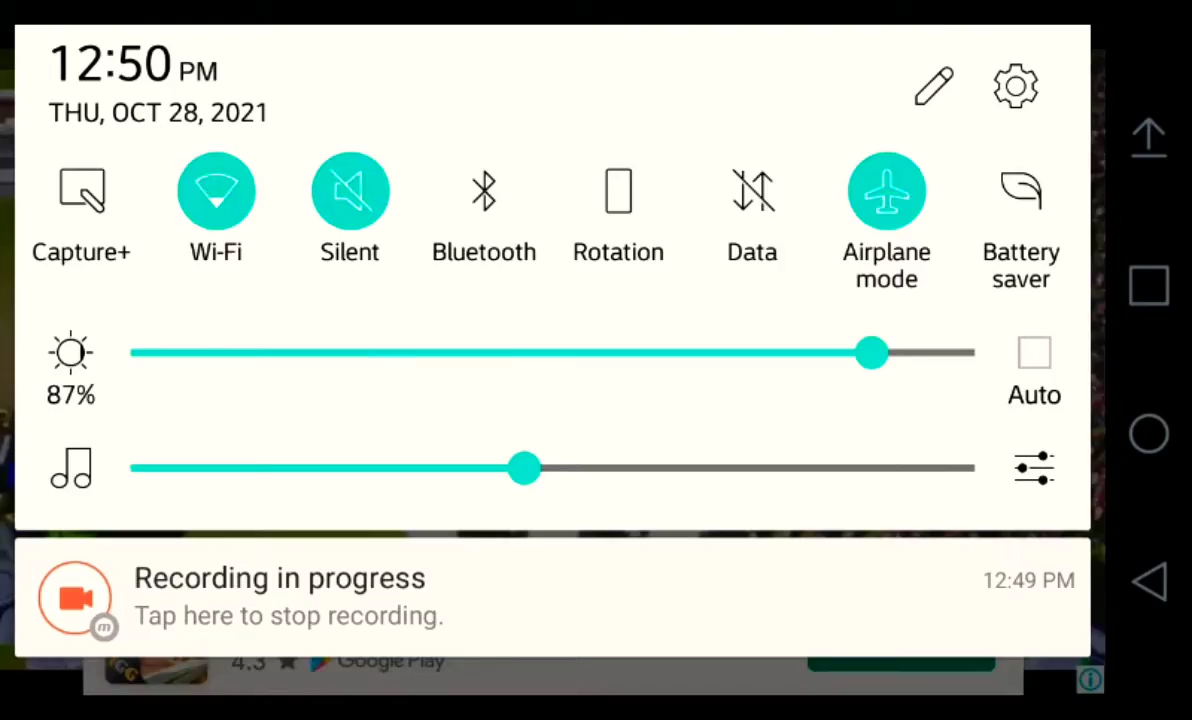 12:50 PM
THU, OCT 28, 2021
Capture+ Wi-Fi Silent Bluetooth Rotation Data Airplane mode Battery saver
87%
Auto
Recording in progress 12:49 PM
Tap here to stop recording.
m
4.3 ★ Google Play